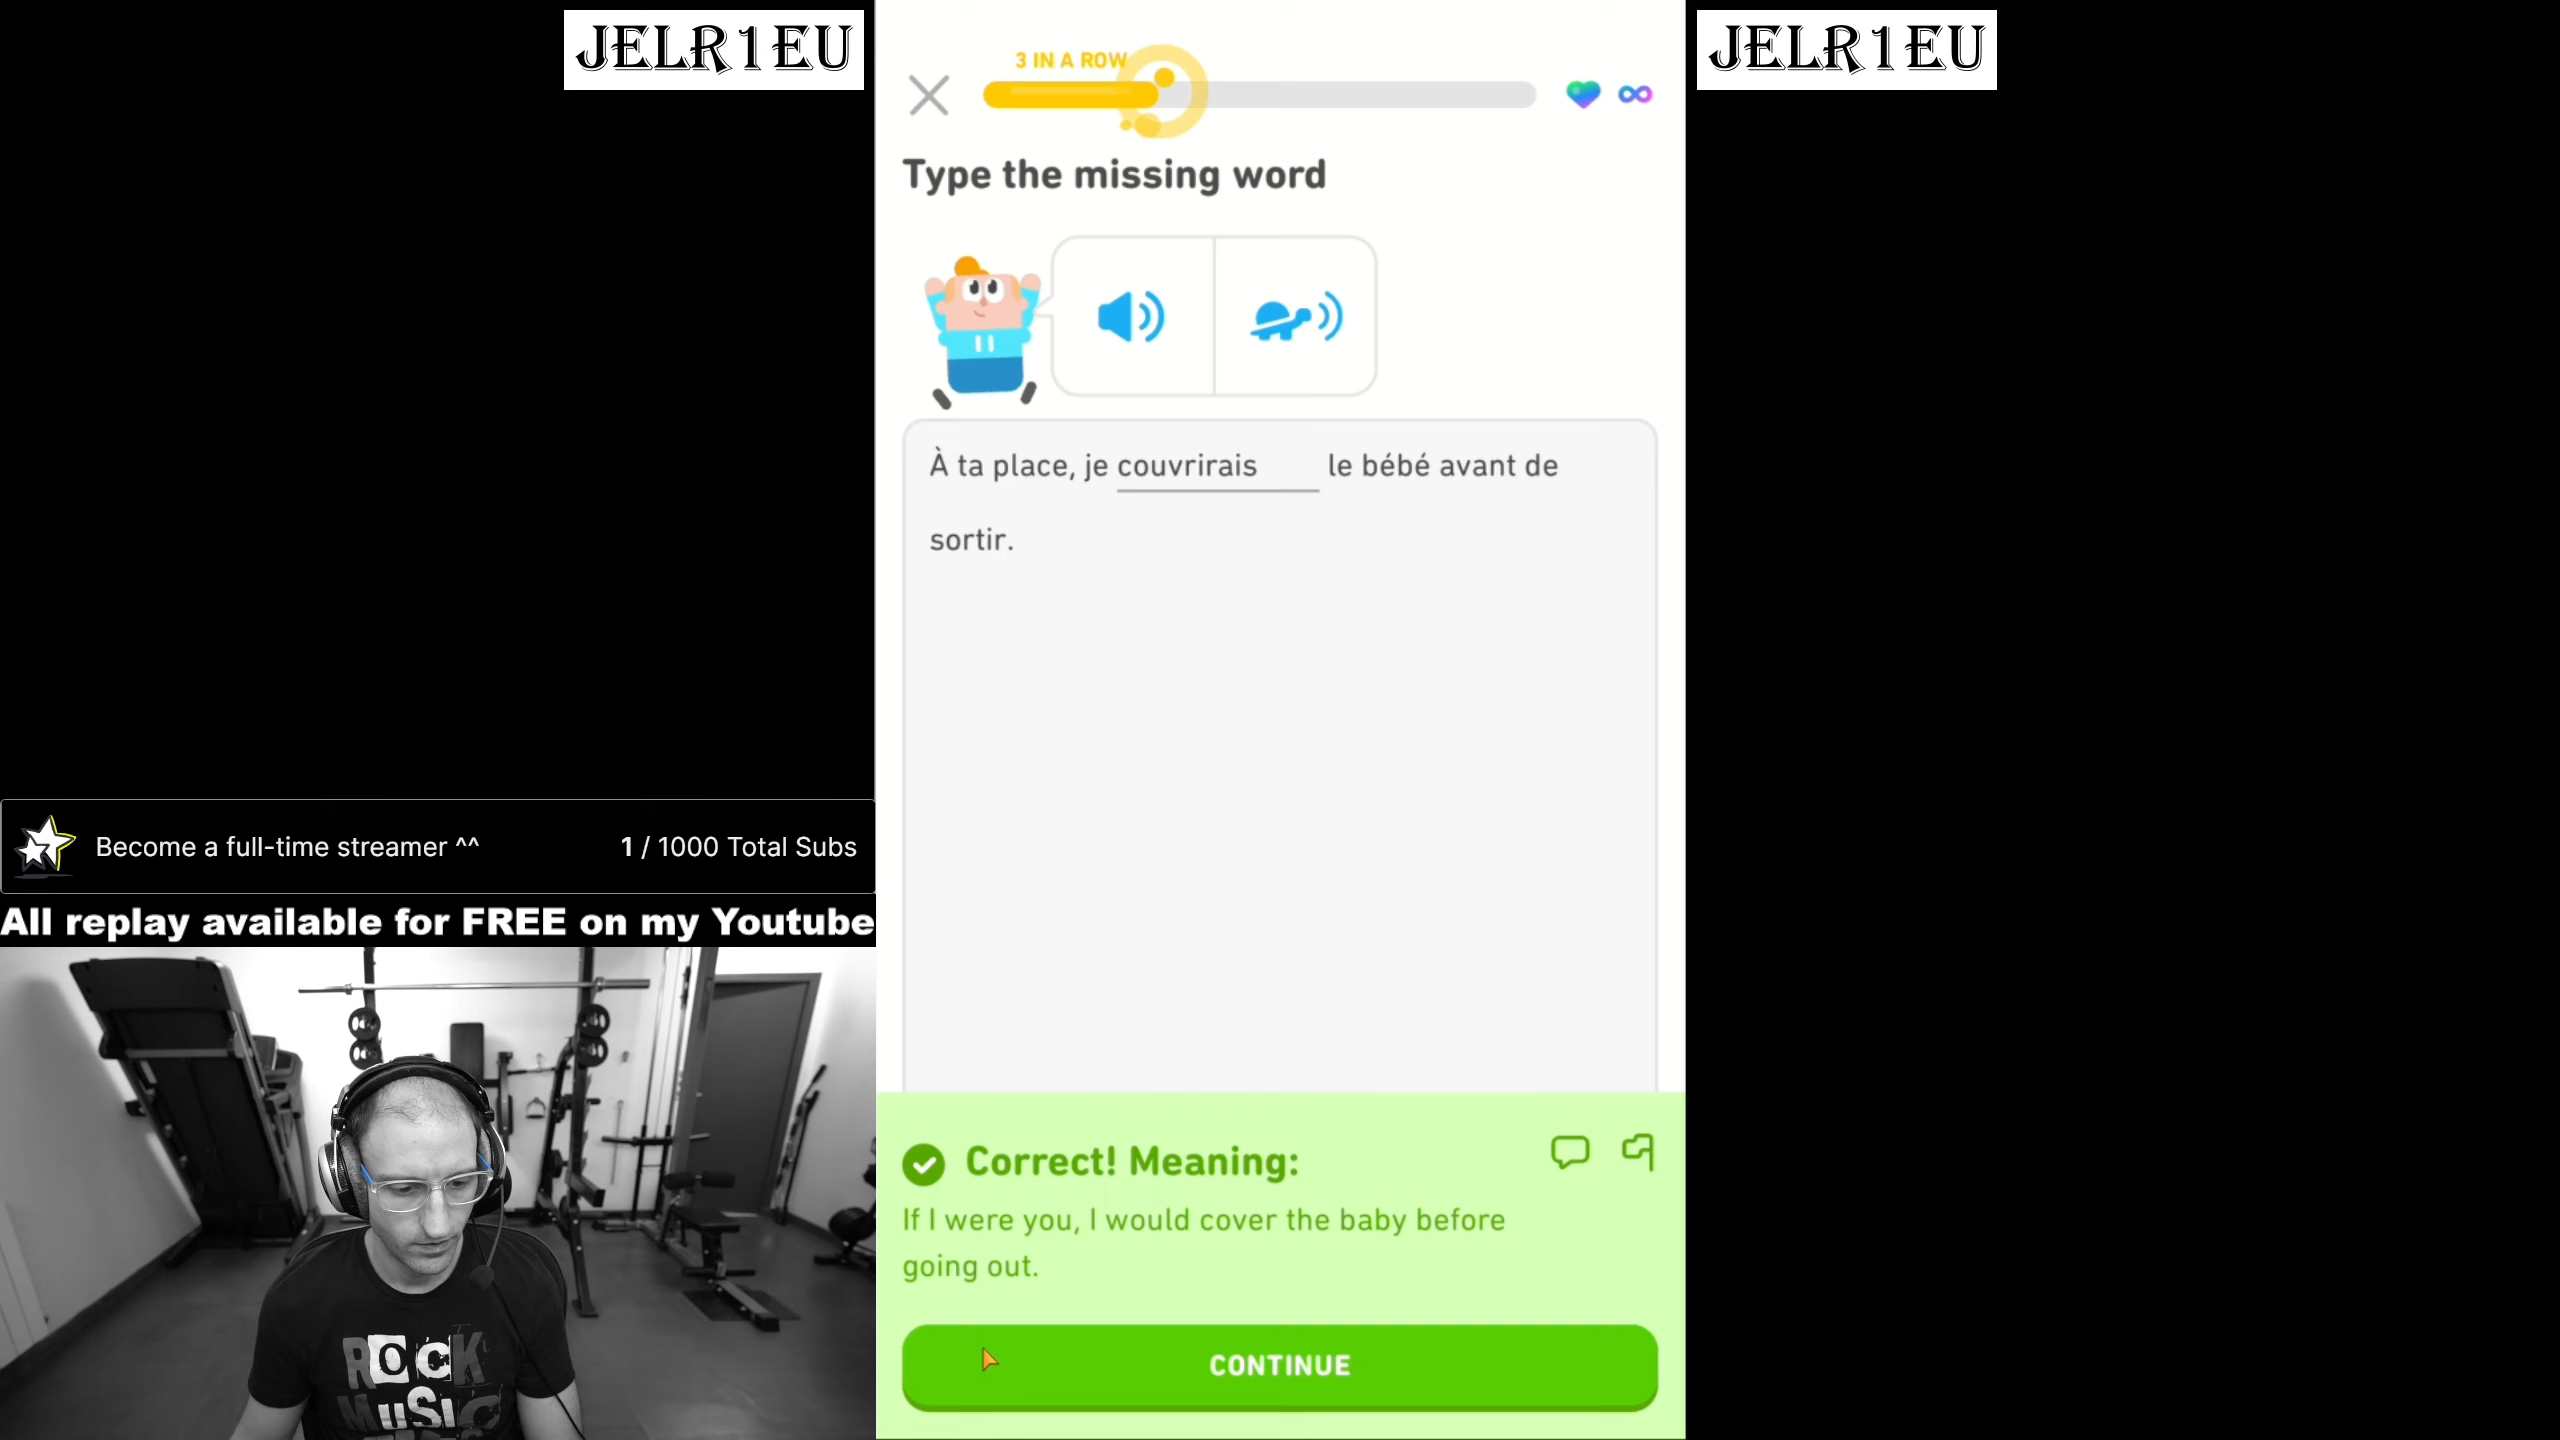 JELR1EU
JELR1EU
3 IN A ROW
Type the missing word
À ta place, je couvrirais le bébé avant de
sortir.
Become a full-time streamer ^^ 1 / 1000 Total Subs
All replay available for FREE on my Youtube
ROCK
MUSIC
Correct! Meaning:
If I were you, I would cover the baby before
going out.
CONTINUE